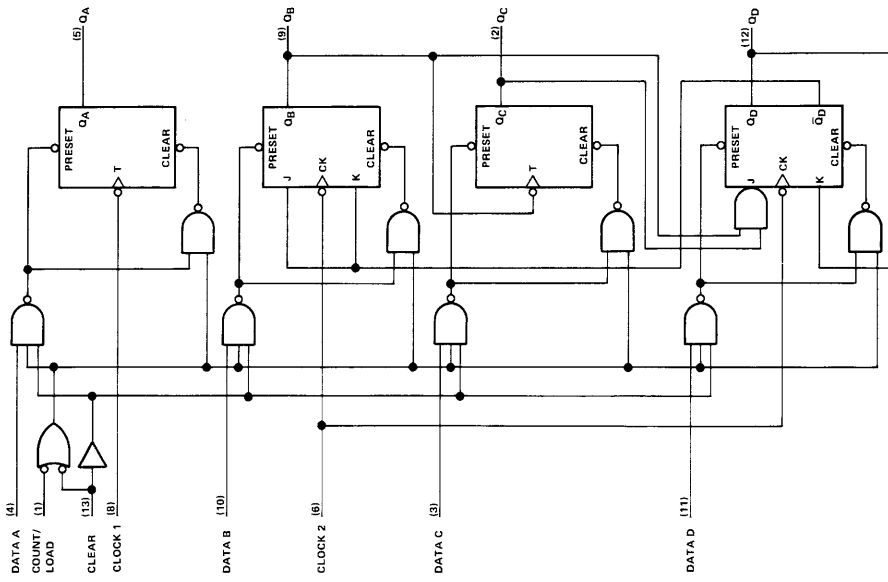 (5) QA
(9) QB
(2) QC
(12) QD
PRESET
QA
T
CLEAR
PRESET
QB
J
CK
K
CLEAR
PRESET
QC
T
CLEAR
PRESET
QD
J
CK
Q̄D
K
CLEAR
DATA A (4)
COUNT/LOAD (1)
CLEAR (13)
CLOCK 1 (8)
DATA B (10)
CLOCK 2 (6)
DATA C (3)
DATA D (11)